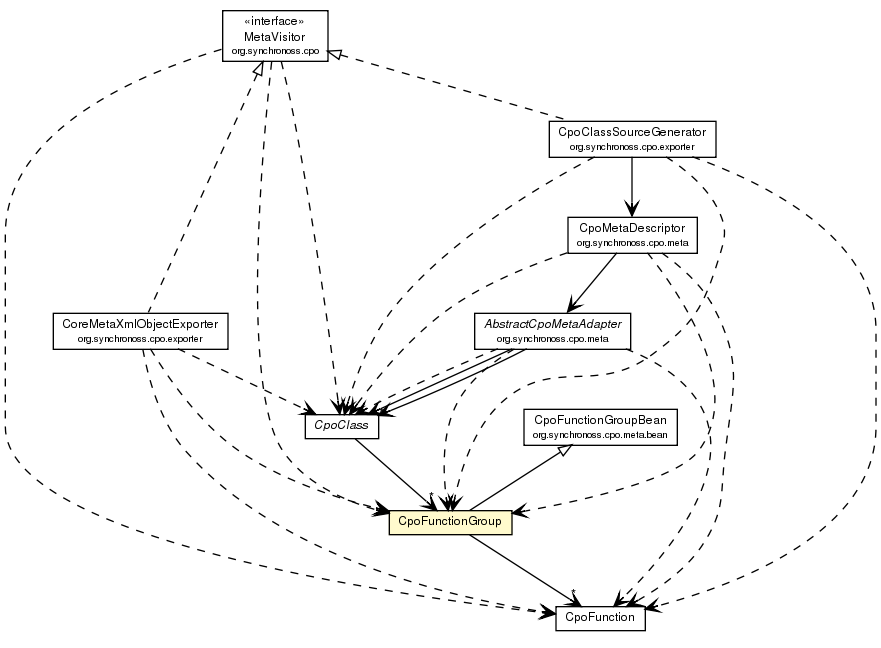 «interface»
MetaVisitor
org.synchronoss.cpo
CpoClassSourceGenerator
org.synchronoss.cpo.exporter
CpoMetaDescriptor
org.synchronoss.cpo.meta
CoreMetaXmlObjectExporter
org.synchronoss.cpo.exporter
AbstractCpoMetaAdapter
org.synchronoss.cpo.meta
CpoClass
CpoFunctionGroupBean
org.synchronoss.cpo.meta.bean
*
CpoFunctionGroup
*
CpoFunction